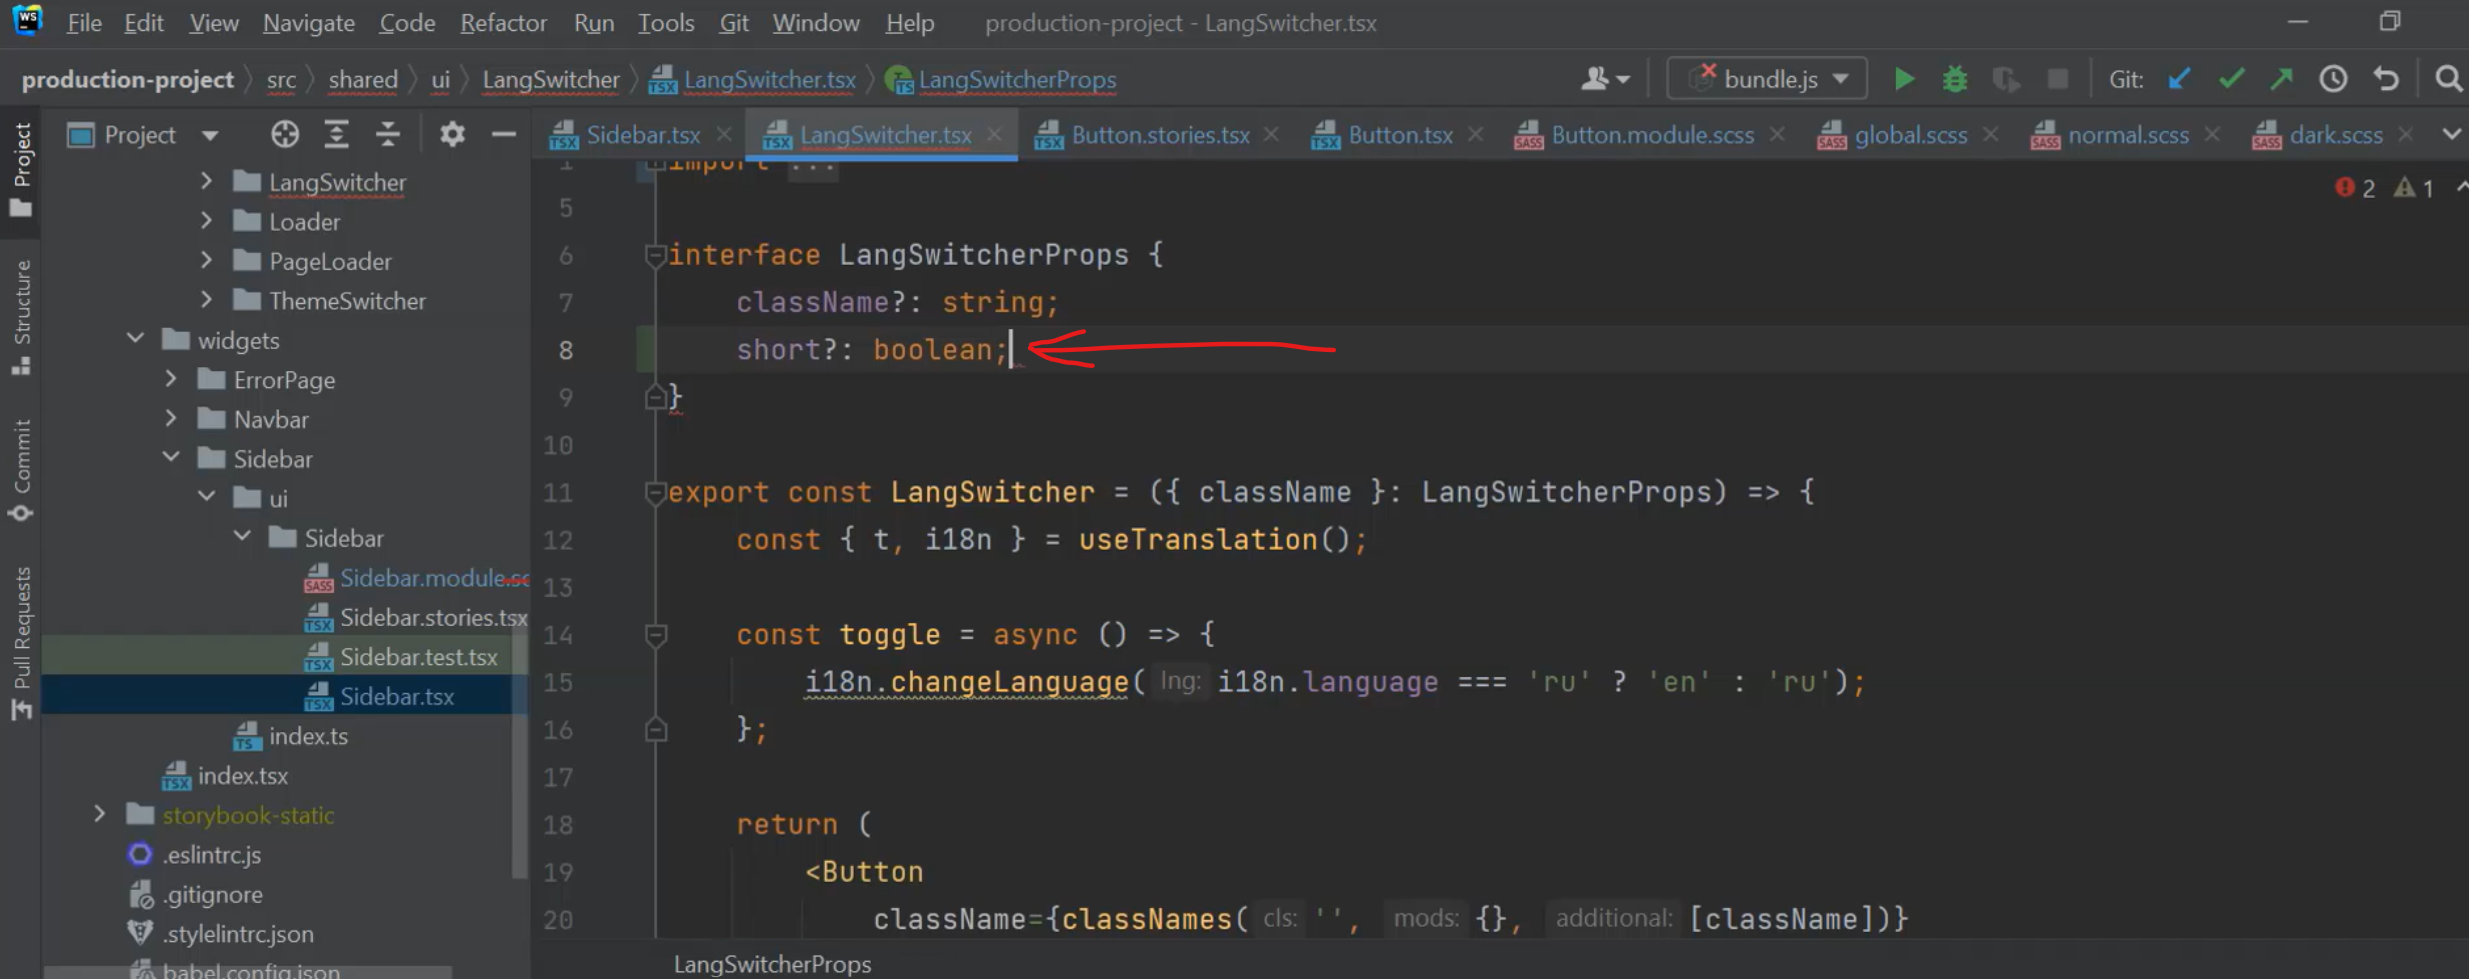 WS File Edit View Navigate Code Refactor Run Tools Git Window Help production-project - LangSwitcher.tsx
production-project src shared ui LangSwitcher LangSwitcher.tsx LangSwitcherProps bundle.js Git:
Project Sidebar.tsx LangSwitcher.tsx Button.stories.tsx Button.tsx Button.module.scss global.scss normal.scss dark.scss
Project
Structure
Commit
Pull Requests
LangSwitcher
Loader
PageLoader
ThemeSwitcher
widgets
ErrorPage
Navbar
Sidebar
ui
Sidebar
Sidebar.module.sc
Sidebar.stories.tsx
Sidebar.test.tsx
Sidebar.tsx
index.ts
index.tsx
storybook-static
.eslintrc.js
.gitignore
.stylelintrc.json
babel.config.json
2 1
1 import ...
5
6 interface LangSwitcherProps {
7 className?: string;
8 short?: boolean;
9 }
10
11 export const LangSwitcher = ({ className }: LangSwitcherProps) => {
12 const { t, i18n } = useTranslation();
13
14 const toggle = async () => {
15 i18n.changeLanguage( lng: i18n.language === 'ru' ? 'en' : 'ru');
16 };
17
18 return (
19 <Button
20 className={classNames( cls: '', mods: {}, additional: [className])}
LangSwitcherProps